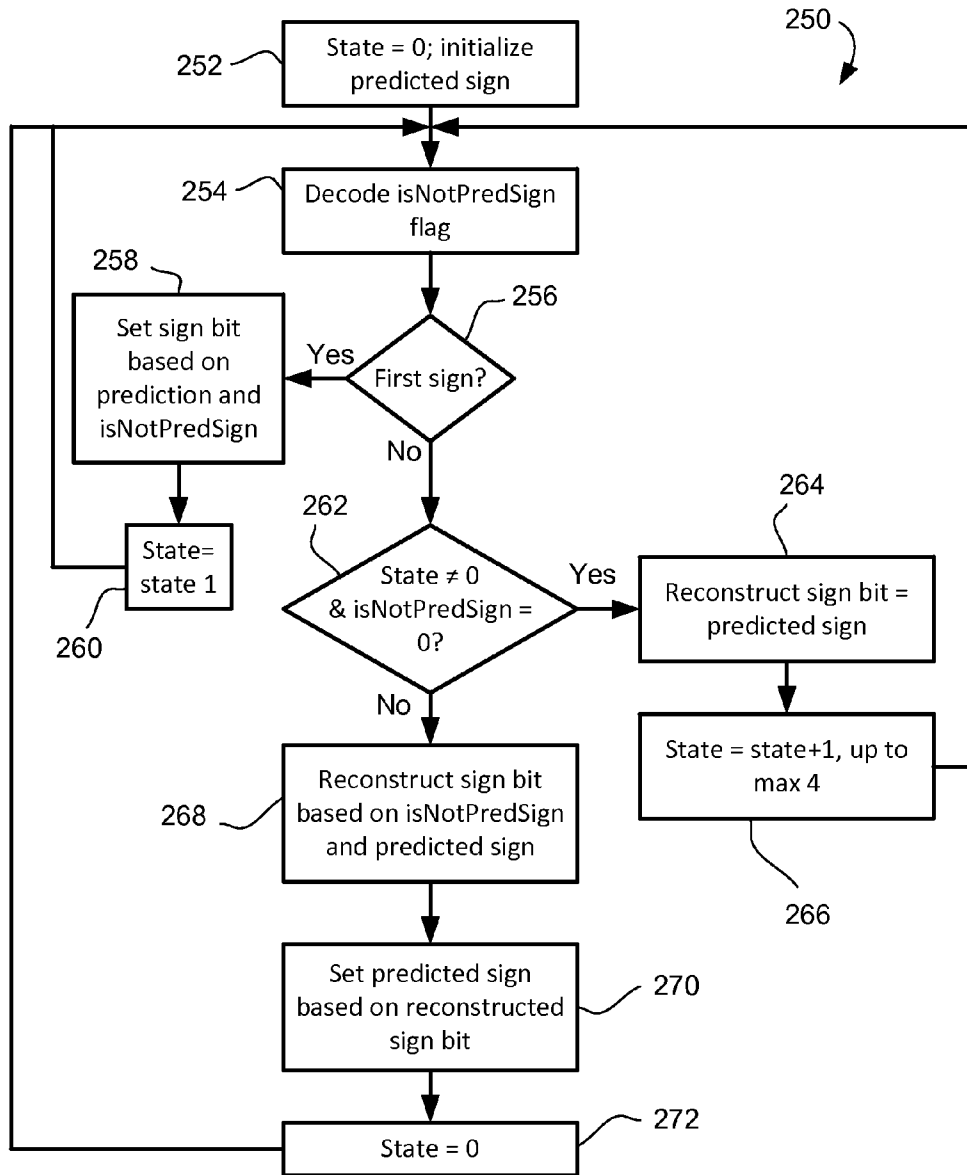 250
252
State = 0; initialize
predicted sign
254
Decode isNotPredSign
flag
258
Set sign bit
based on
prediction and
isNotPredSign
256
Yes
First sign?
No
260
State=
state 1
262
State ≠ 0
& isNotPredSign =
0?
Yes
264
Reconstruct sign bit =
predicted sign
No
State = state+1, up to
max 4
266
268
Reconstruct sign bit
based on isNotPredSign
and predicted sign
270
Set predicted sign
based on reconstructed
sign bit
272
State = 0